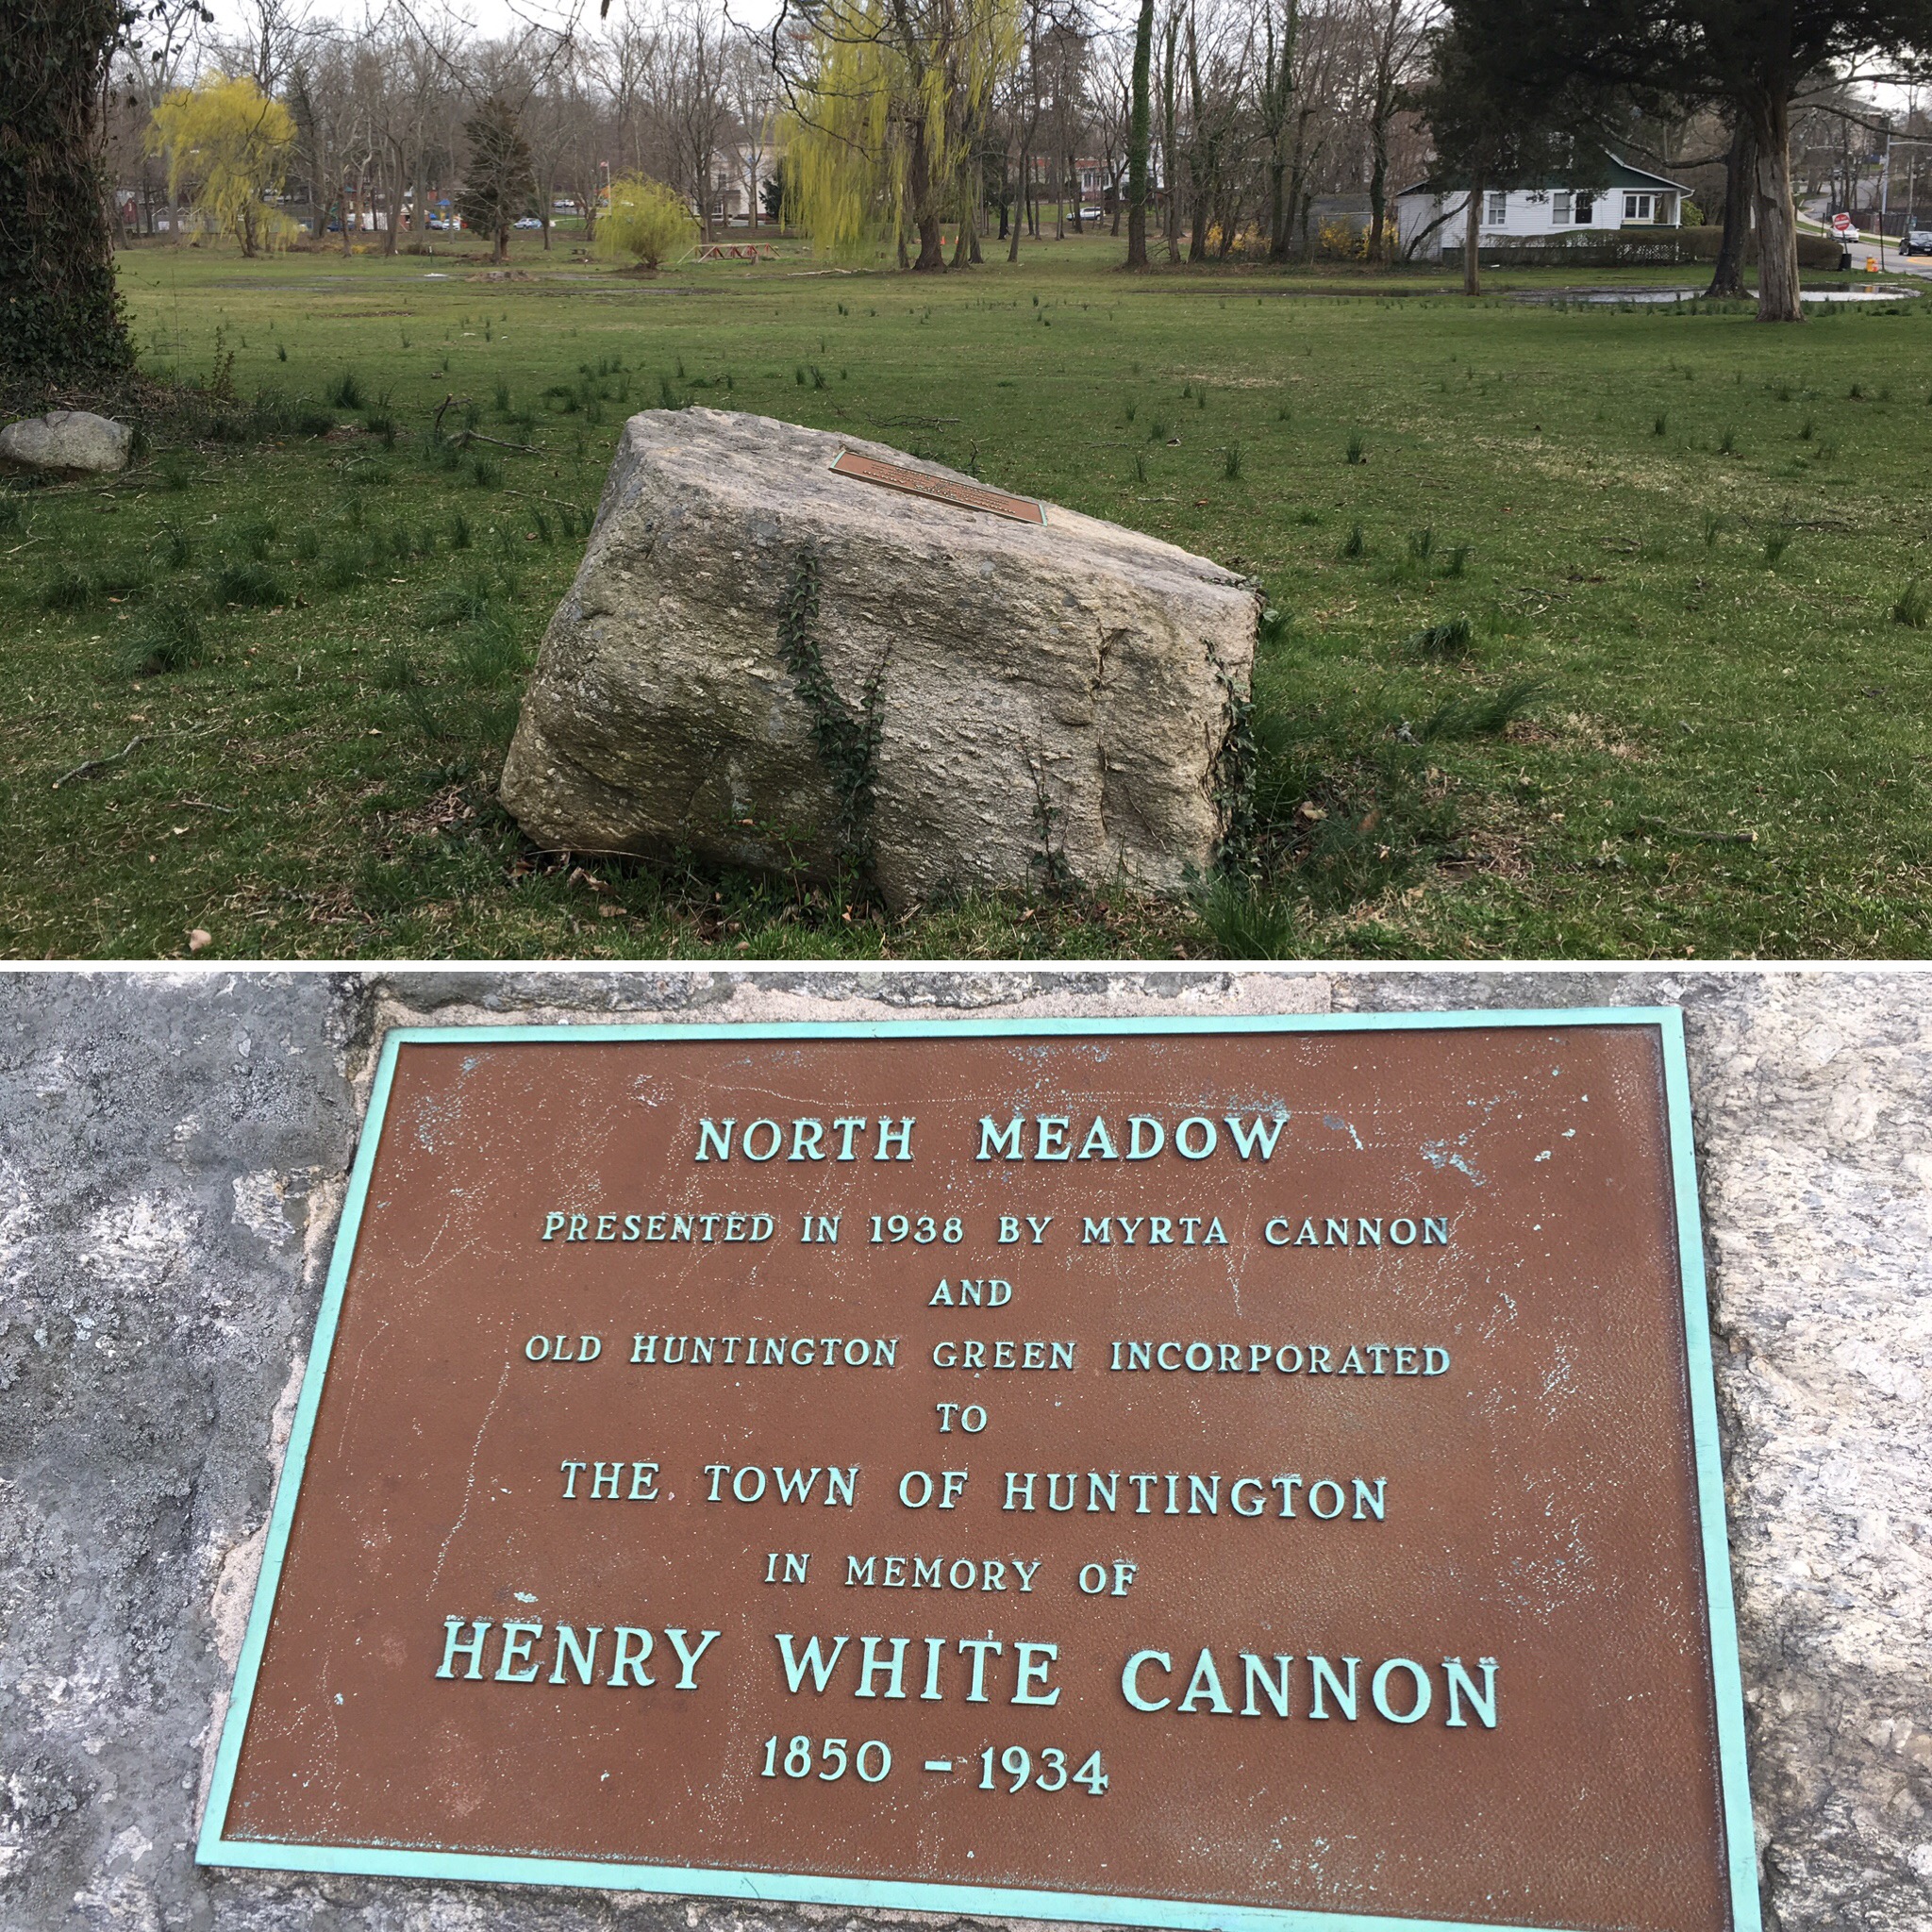 NORTH MEADOW
PRESENTED IN 1938 BY MYRTA CANNON
AND
OLD HUNTINGTON GREEN INCORPORATED
TO
THE TOWN OF HUNTINGTON
IN MEMORY OF
HENRY WHITE CANNON
1850 - 1934